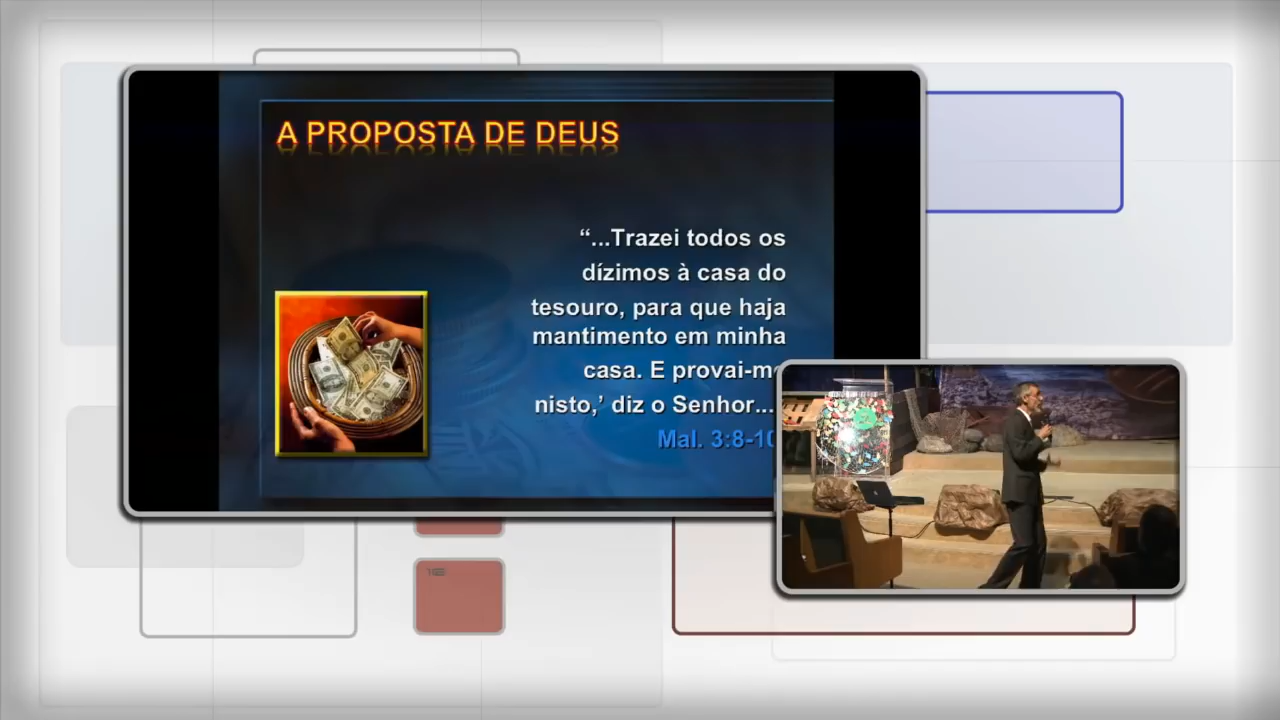 A PROPOSTA DE DEUS
“...Trazei todos os
dízimos à casa do
tesouro, para que haja
mantimento em minha
casa. E provai-m
nisto,’ diz o Senhor...
Mal. 3:8-10